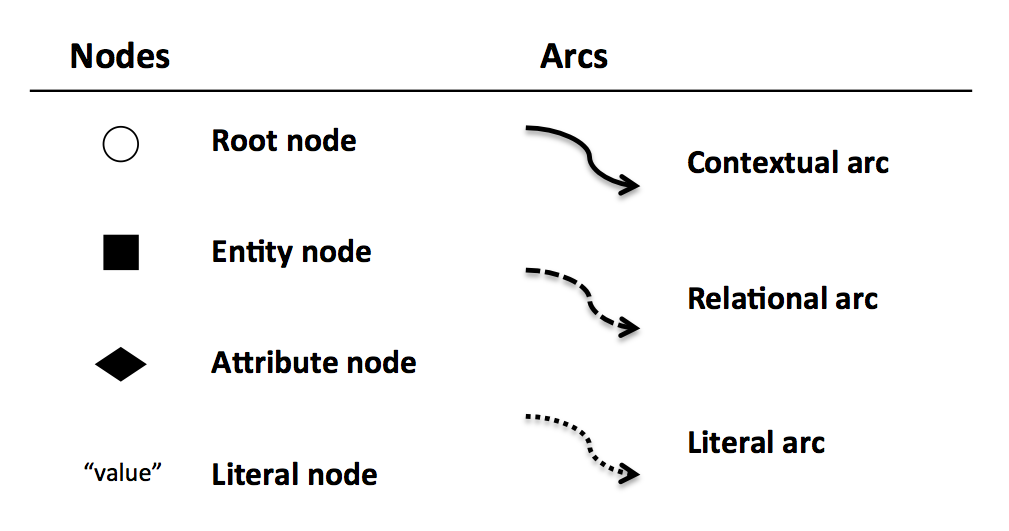 Nodes
Arcs
Root node
Contextual arc
Entity node
Relational arc
Attribute node
Literal arc
“value”
Literal node